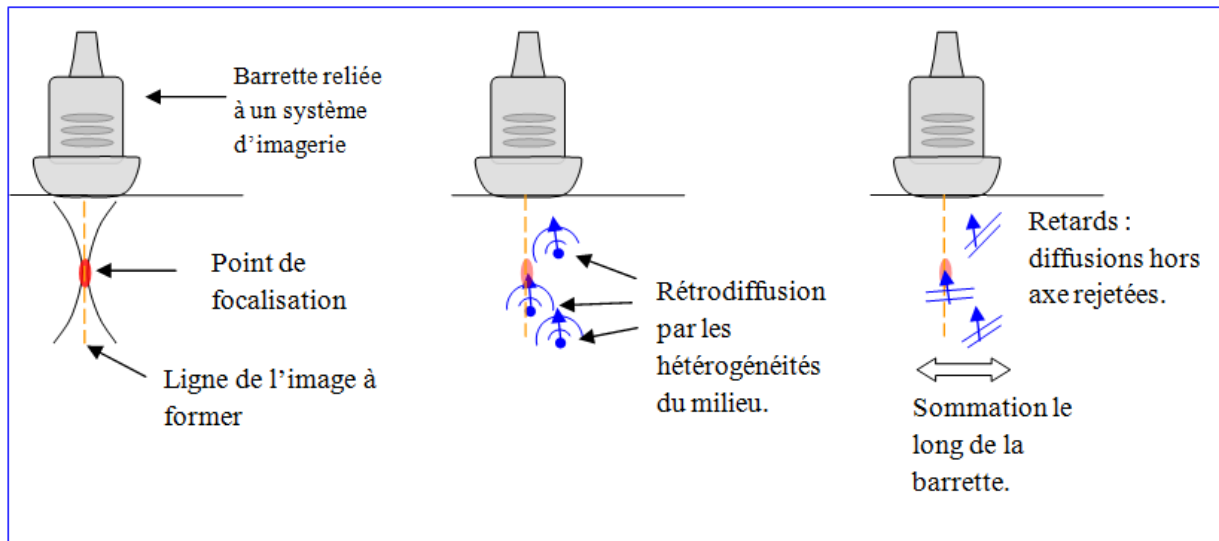 Barrette reliée
à un système
d'imagerie
Point de
focalisation
Ligne de l'image à
former
Rétrodiffusion
par les
hétérogénéités
du milieu.
Retards :
diffusions hors
axe rejetées.
Sommation le
long de la
barrette.